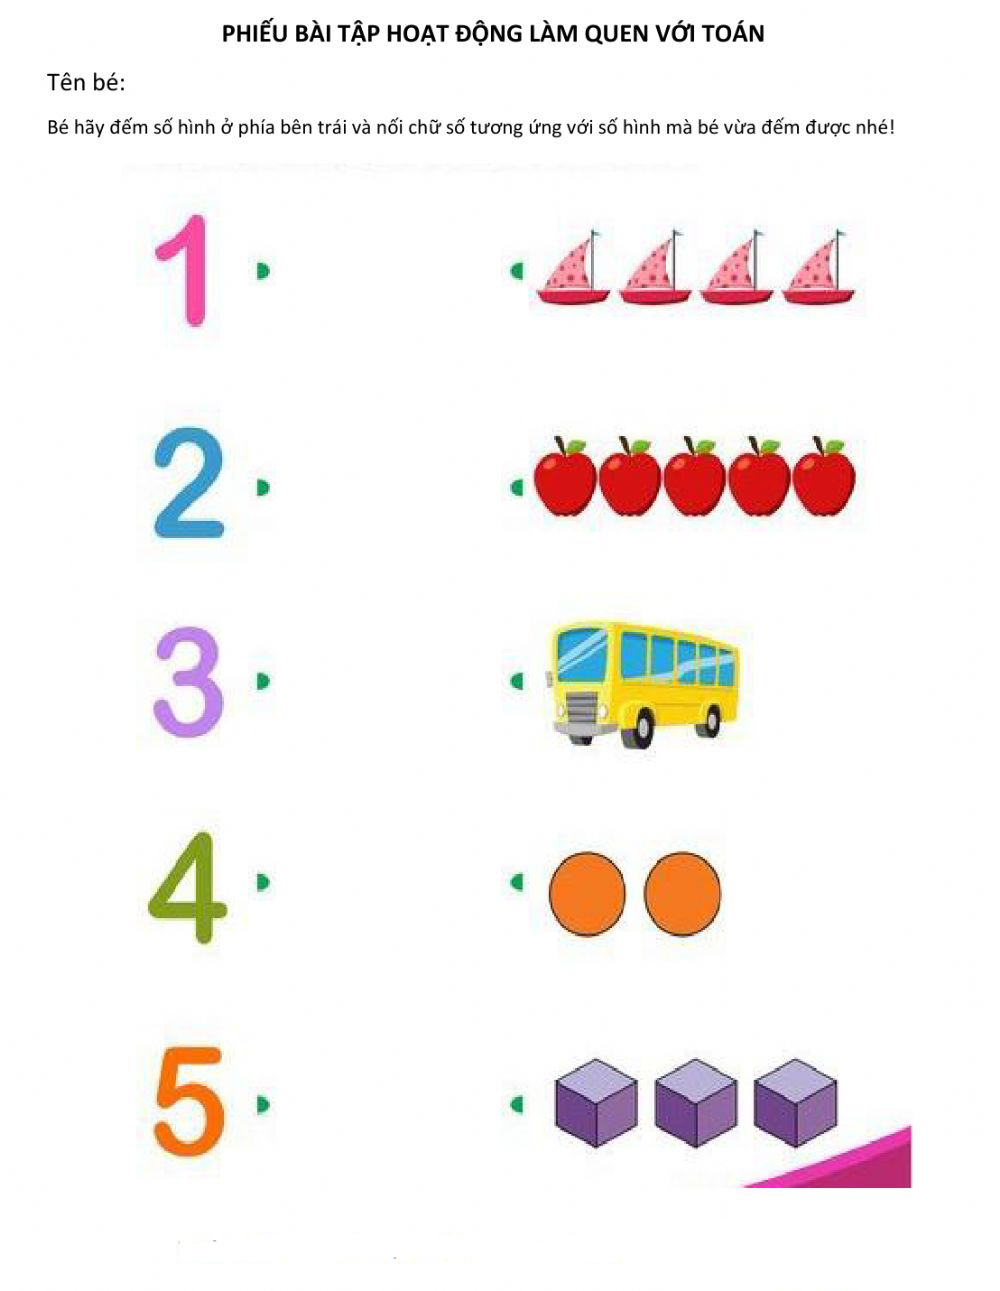 PHIẾU BÀI TẬP HOẠT ĐỘNG LÀM QUEN VỚI TOÁN
Tên bé:
Bé hãy đếm số hình ở phía bên trái và nối chữ số tương ứng với số hình mà bé vừa đếm được nhé!
1
2
3
4
5